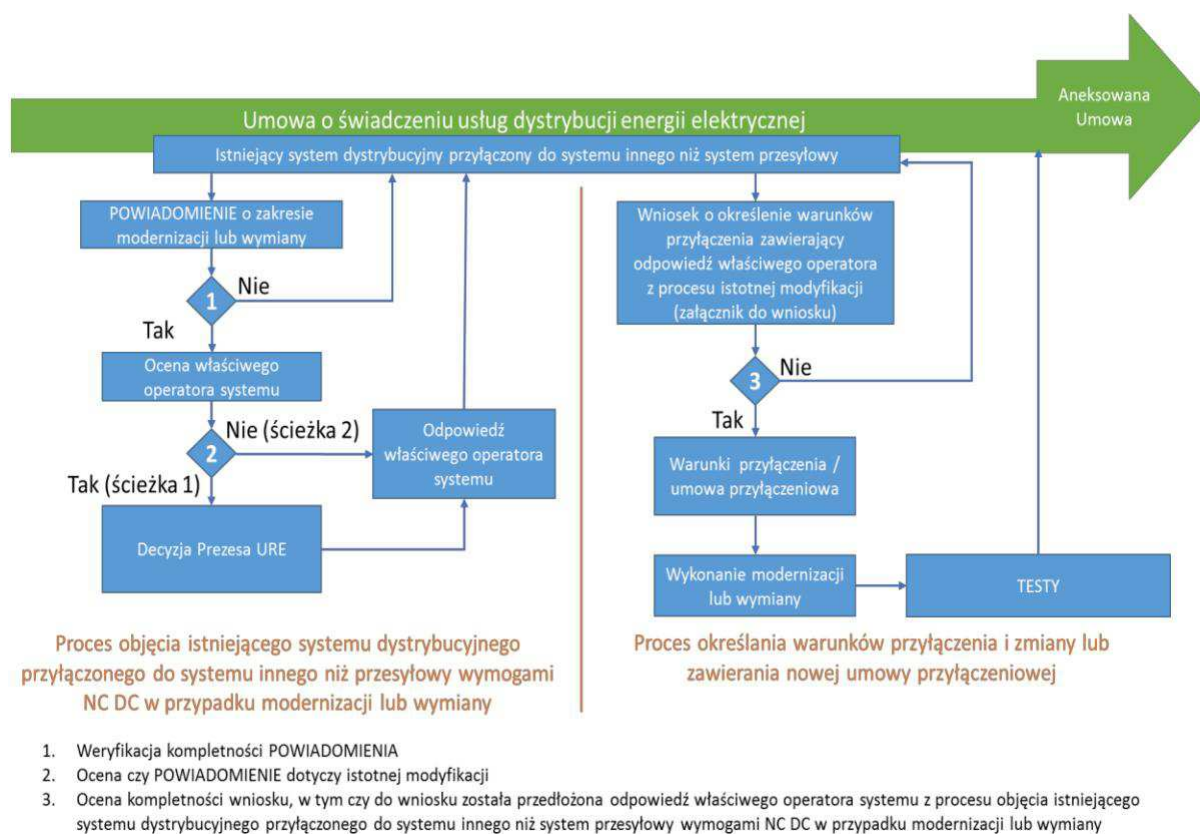 Aneksowana
Umowa
Umowa o świadczeniu usług dystrybucji energii elektrycznej
Istniejący system dystrybucyjny przyłączony do systemu innego niż system przesyłowy
POWIADOMIENIE o zakresie
modernizacji lub wymiany
1
Nie
Tak
Ocena właściwego
operatora systemu
2
Nie (ścieżka 2)
Tak (ścieżka 1)
Odpowiedź
właściwego operatora
systemu
Decyzja Prezesa URE
Proces objęcia istniejącego systemu dystrybucyjnego
przyłączonego do systemu innego niż przesyłowy wymogami
NC DC w przypadku modernizacji lub wymiany
Wniosek o określenie warunków
przyłączenia zawierający
odpowiedź właściwego operatora
z procesu istotnej modyfikacji
(załącznik do wniosku)
3
Nie
Tak
Warunki przyłączenia /
umowa przyłączeniowa
Wykonanie modernizacji
lub wymiany
TESTY
Proces określania warunków przyłączenia i zmiany lub
zawierania nowej umowy przyłączeniowej
1. Weryfikacja kompletności POWIADOMIENIA
2. Ocena czy POWIADOMIENIE dotyczy istotnej modyfikacji
3. Ocena kompletności wniosku, w tym czy do wniosku została przedłożona odpowiedź właściwego operatora systemu z procesu objęcia istniejącego
systemu dystrybucyjnego przyłączonego do systemu innego niż system przesyłowy wymogami NC DC w przypadku modernizacji lub wymiany